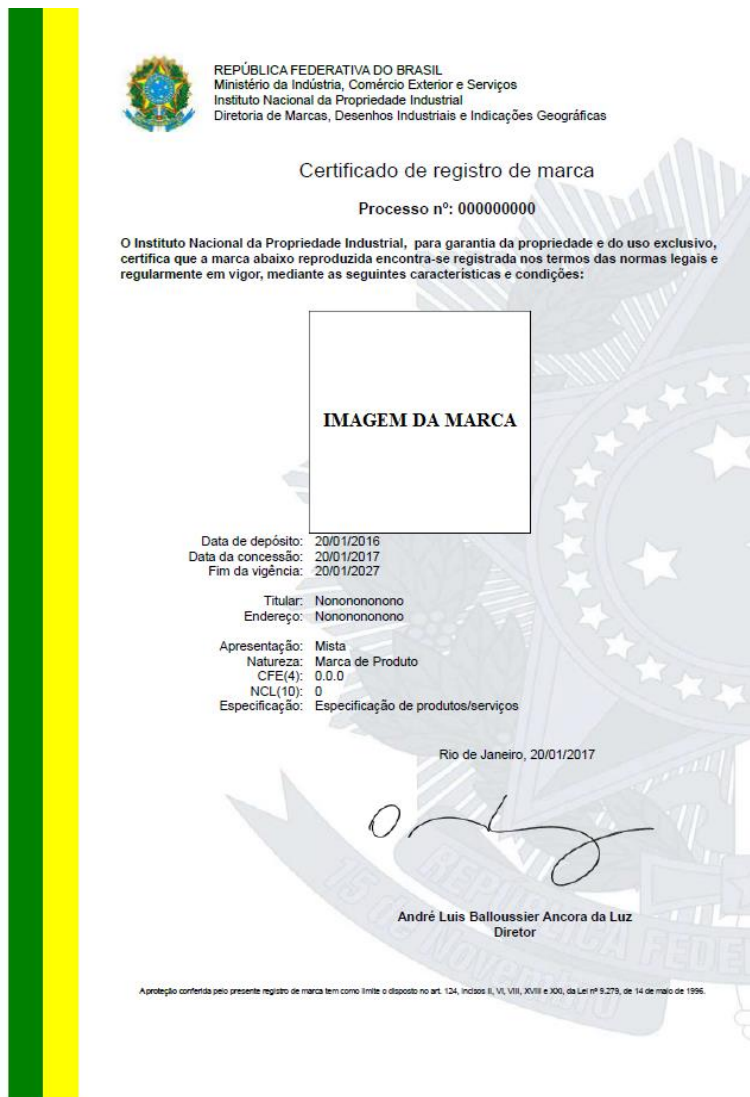 REPÚBLICA FEDERATIVA DO BRASIL
Ministério da Indústria, Comércio Exterior e Serviços
Instituto Nacional da Propriedade Industrial
Diretoria de Marcas, Desenhos Industriais e Indicações Geográficas
Certificado de registro de marca
Processo nº: 000000000
O Instituto Nacional da Propriedade Industrial, para garantia da propriedade e do uso exclusivo,
certifica que a marca abaixo reproduzida encontra-se registrada nos termos das normas legais e
regularmente em vigor, mediante as seguintes características e condições:
IMAGEM DA MARCA
Data de depósito: 20/01/2016
Data da concessão: 20/01/2017
Fim da vigência: 20/01/2027
Titular: Nonononono​no
Endereço: Nonononono​no
Apresentação: Mista
Natureza: Marca de Produto
CFE(4): 0.0.0
NCL(10): 0
Especificação: Especificação de produtos/serviços
Rio de Janeiro, 20/01/2017
André Luis Balloussier Ancora da Luz
Diretor
REPÚBLICA FEDER
15 de NOVEMBRO
A proteção conferida pelo presente registro de marca tem como limite o disposto no art. 124, incisos II, VI, VIII, XVIII e XXI, da Lei nº 9.279, de 14 de maio de 1996.